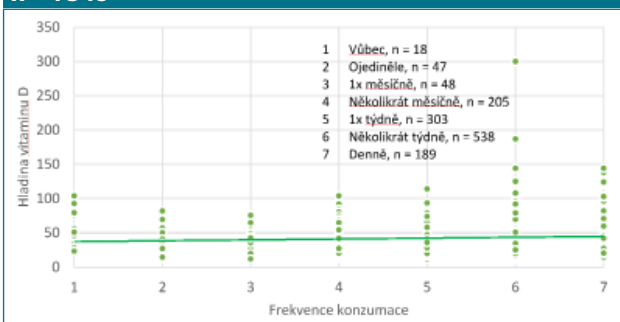 350
300
250
200
150
100
50
0
Hladina vitaminu D
1 Vůbec, n = 18
2 Ojediněle, n = 47
3 1x měsíčně, n = 48
4 Několikrát měsíčně, n = 205
5 1x týdně, n = 303
6 Několikrát týdně, n = 538
7 Denně, n = 189
1 2 3 4 5 6 7
Frekvence konzumace